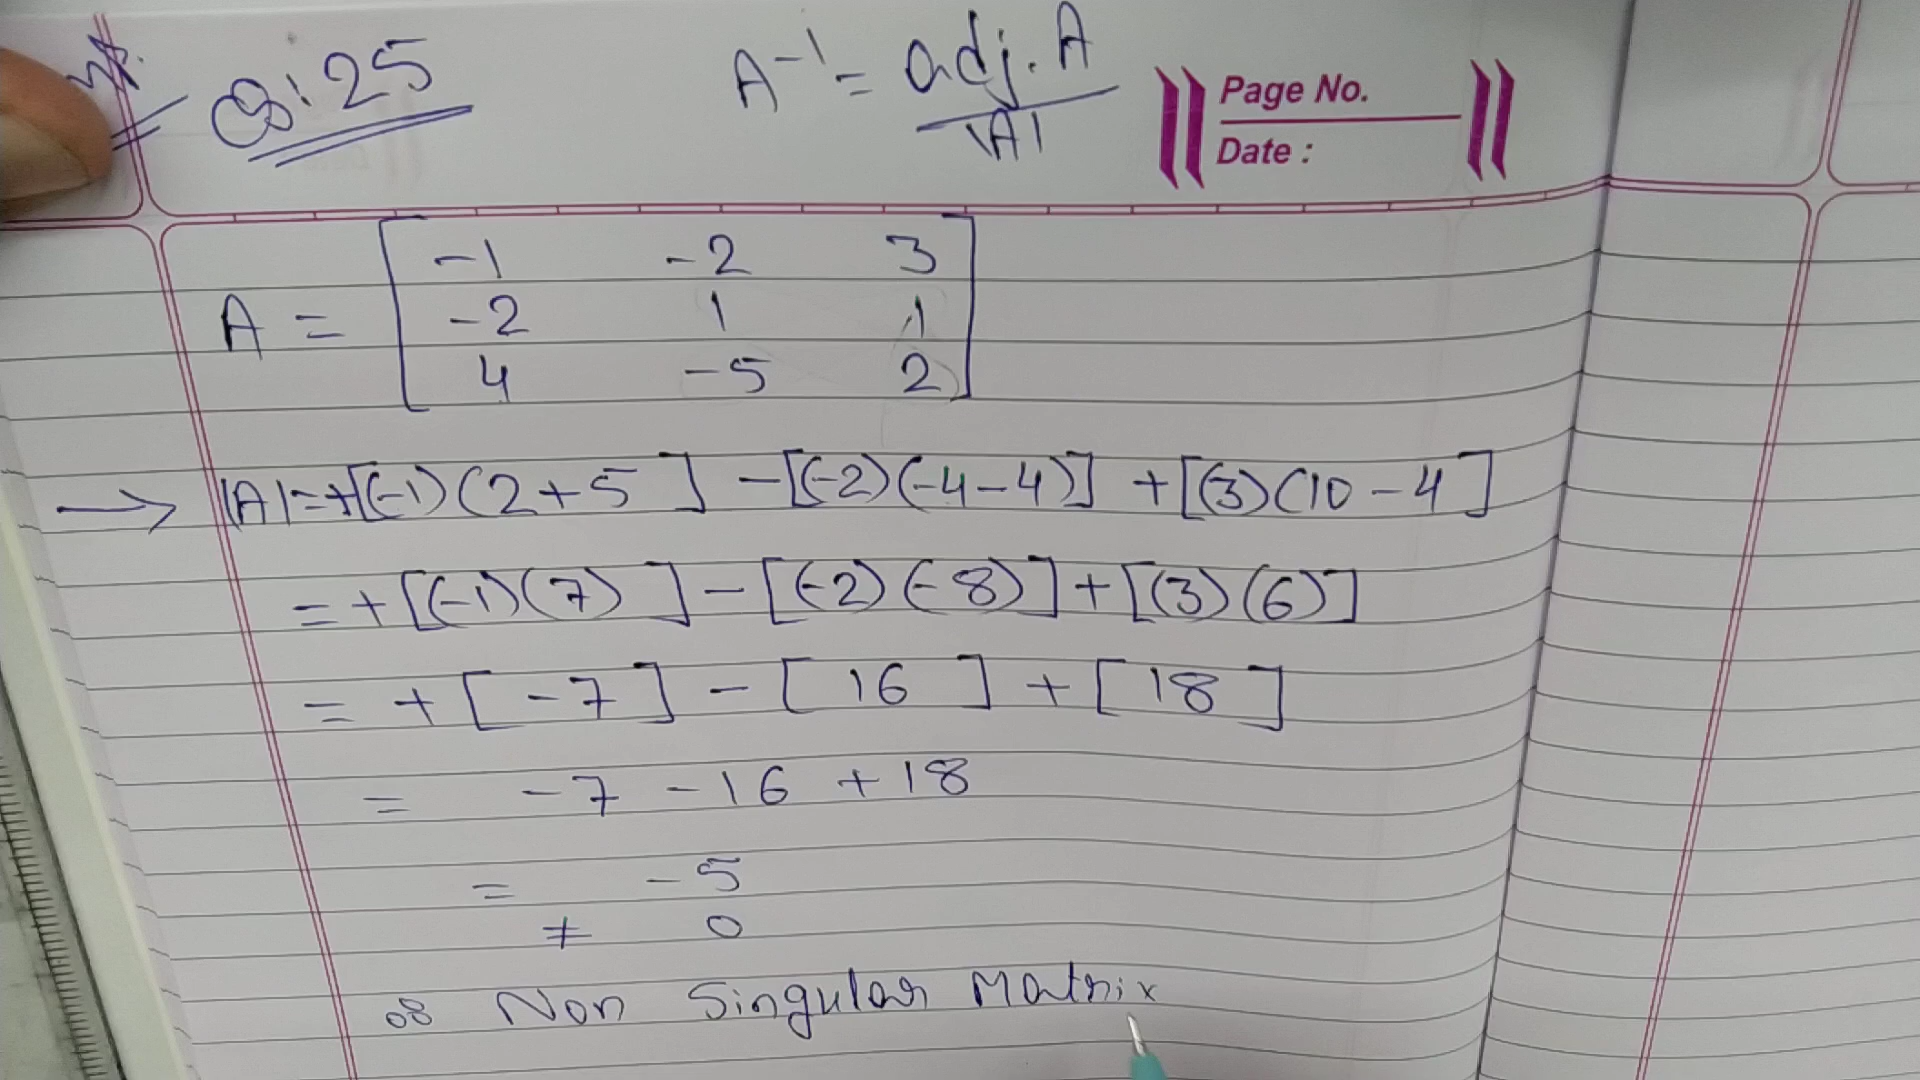 Q: 25
A⁻¹ = adj. A / |A|
Page No.
Date :
A = [ -1 -2 3
-2 1 1
4 -5 2 ]
→ |A| = +[(-1)(2+5] - [(-2)(-4-4)] + [(3)(10-4]
= +[(-1)(7)] - [(-2)(-8)] + [(3)(6)]
= +[-7] - [16] + [18]
= -7 - 16 + 18
= -5
≠ 0
∴ Non Singular Matrix